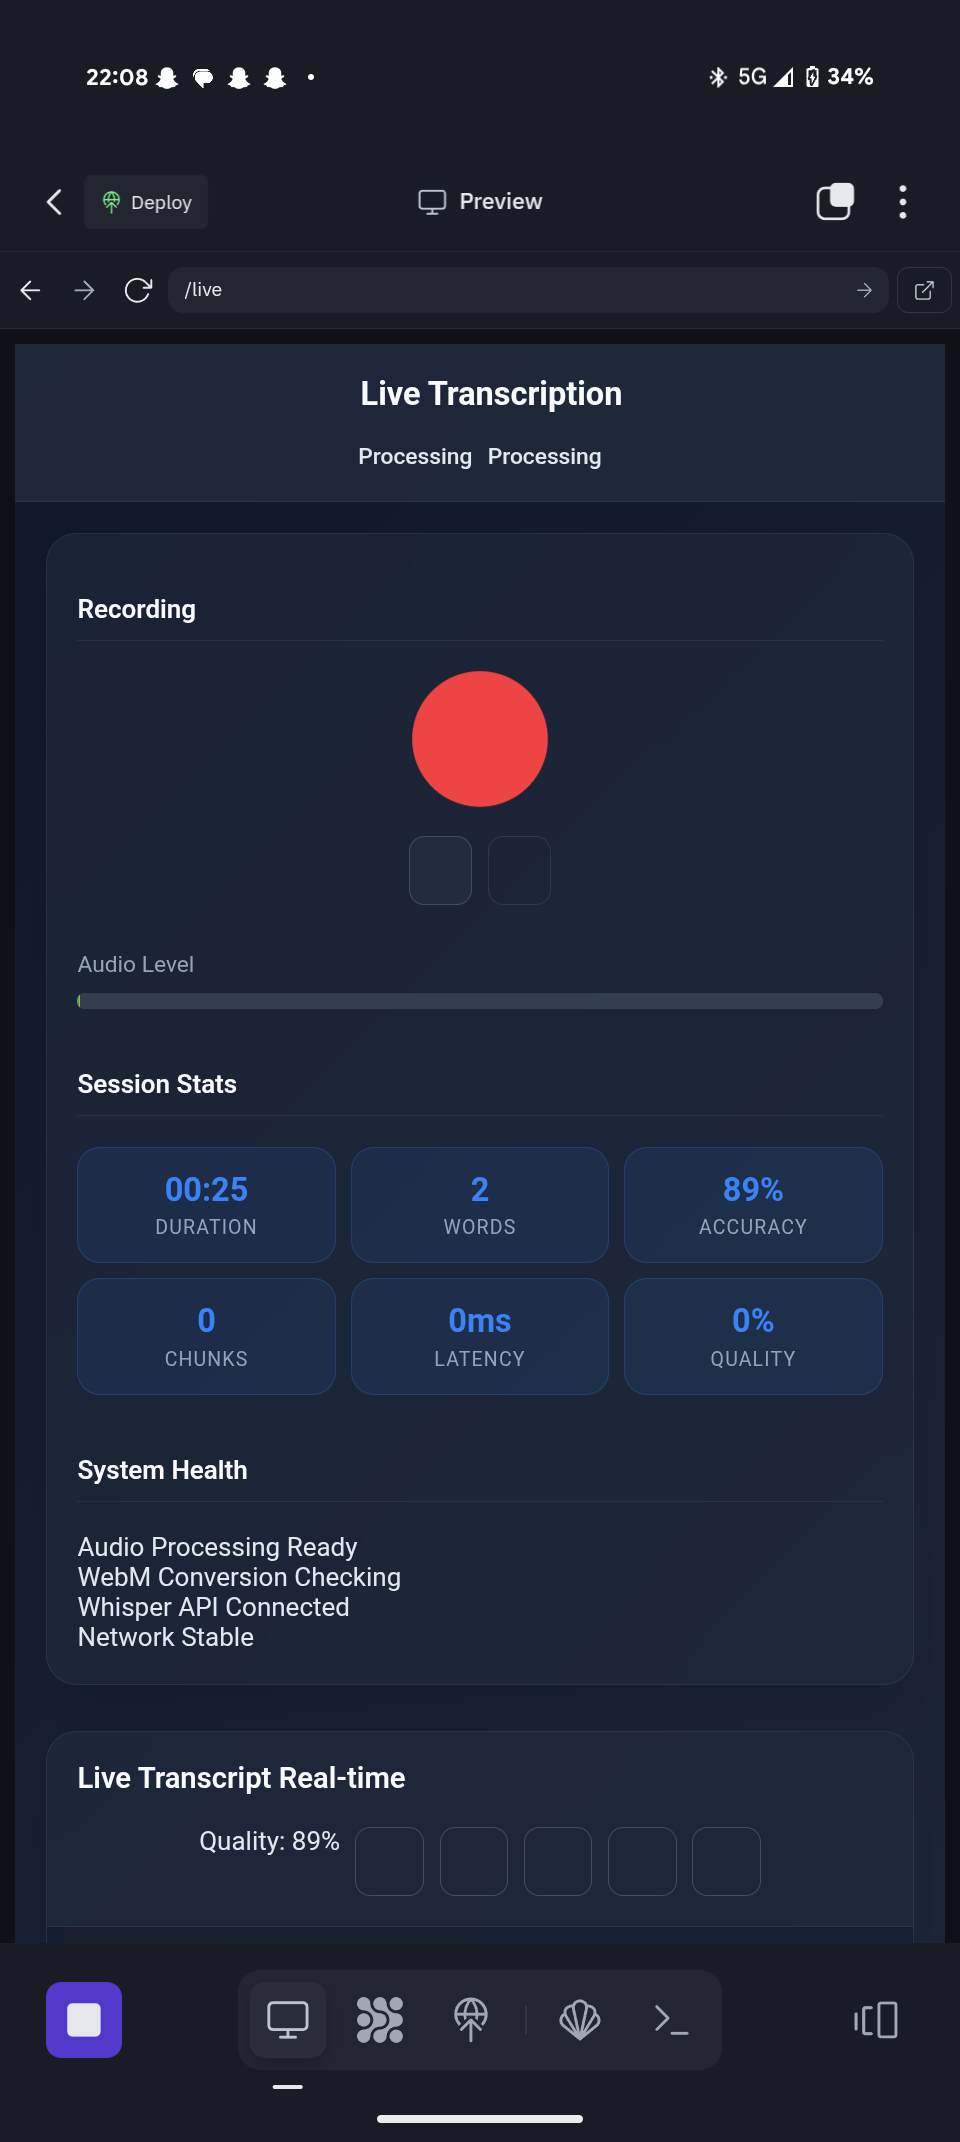 22:08
5G 34%
Deploy
Preview
/live
Live Transcription
Processing Processing
Recording
Audio Level
Session Stats
00:25 2 89%
DURATION WORDS ACCURACY
0 0ms 0%
CHUNKS LATENCY QUALITY
System Health
Audio Processing Ready
WebM Conversion Checking
Whisper API Connected
Network Stable
Live Transcript Real-time
Quality: 89%